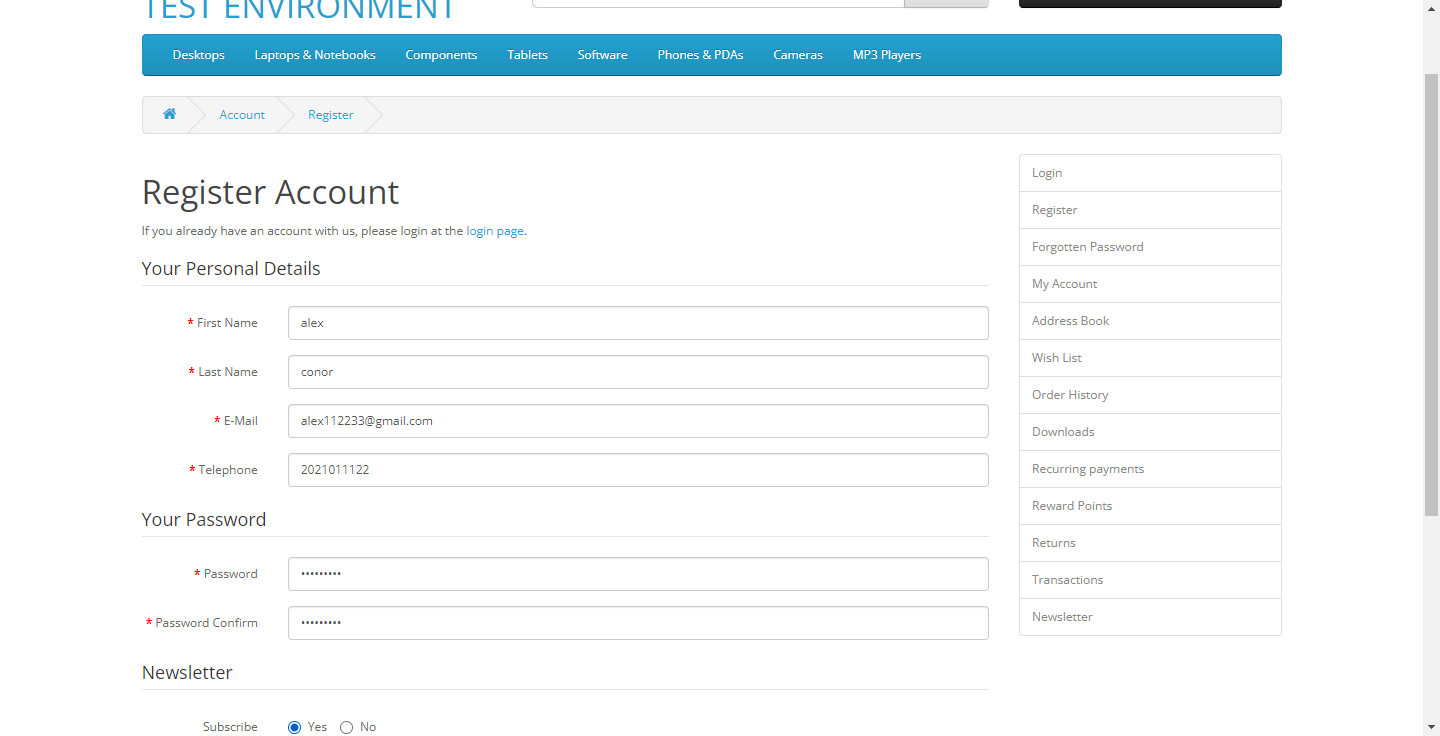 TEST ENVIRONMENT
Desktops Laptops & Notebooks Components Tablets Software Phones & PDAs Cameras MP3 Players
Account Register
Register Account
If you already have an account with us, please login at the login page.
Your Personal Details
* First Name alex
* Last Name conor
* E-Mail alex112233@gmail.com
* Telephone 2021011122
Your Password
* Password •••••••••
* Password Confirm •••••••••
Newsletter
Subscribe Yes No
Login
Register
Forgotten Password
My Account
Address Book
Wish List
Order History
Downloads
Recurring payments
Reward Points
Returns
Transactions
Newsletter